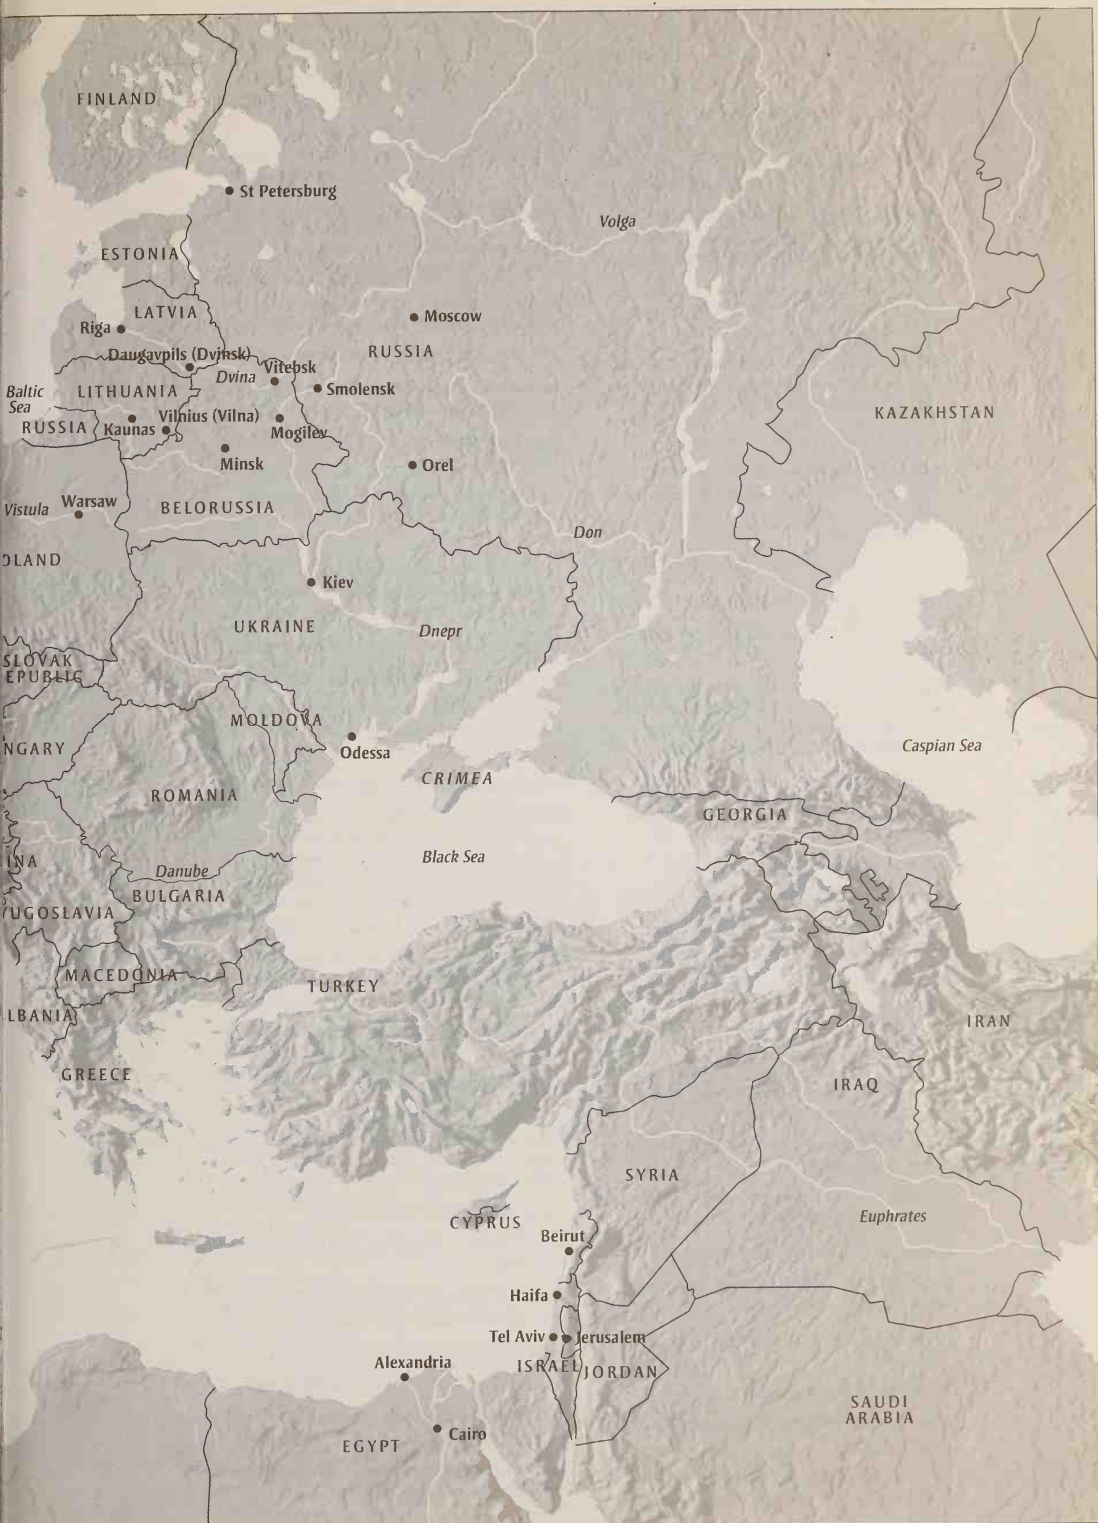 FINLAND
St Petersburg
Volga
ESTONIA
LATVIA
Riga
Moscow
Daugavpils (Dvinsk)
RUSSIA
Vitebsk
Dvina
Smolensk
Baltic
Sea
LITHUANIA
KAZAKHSTAN
RUSSIA
Kaunas
Vilnius (Vilna)
Mogilev
Minsk
Orel
Vistula
Warsaw
BELORUSSIA
Don
OLAND
Kiev
UKRAINE
Dnepr
SLOVAK
EPUBLIC
MOLDOVA
NGARY
Odessa
Caspian Sea
CRIMEA
ROMANIA
GEORGIA
INA
Black Sea
Danube
BULGARIA
YUGOSLAVIA
MACEDONIA
TURKEY
LBANIA
IRAN
GREECE
IRAQ
SYRIA
CYPRUS
Euphrates
Beirut
Haifa
Tel Aviv
Jerusalem
Alexandria
ISRAEL
JORDAN
SAUDI
ARABIA
EGYPT
Cairo